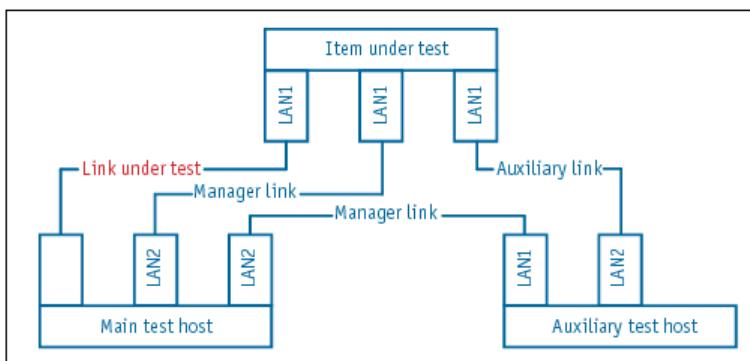 Item under test
LAN1
LAN1
LAN1
Link under test
Auxiliary link
Manager link
Manager link
LAN2
LAN2
LAN1
LAN2
Main test host
Auxiliary test host